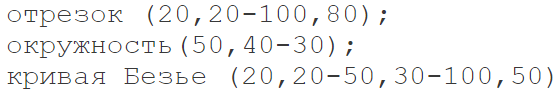 отрезок (20,20-100,80);
окружность(50,40-30);
кривая Безье (20,20-50,30-100,50)